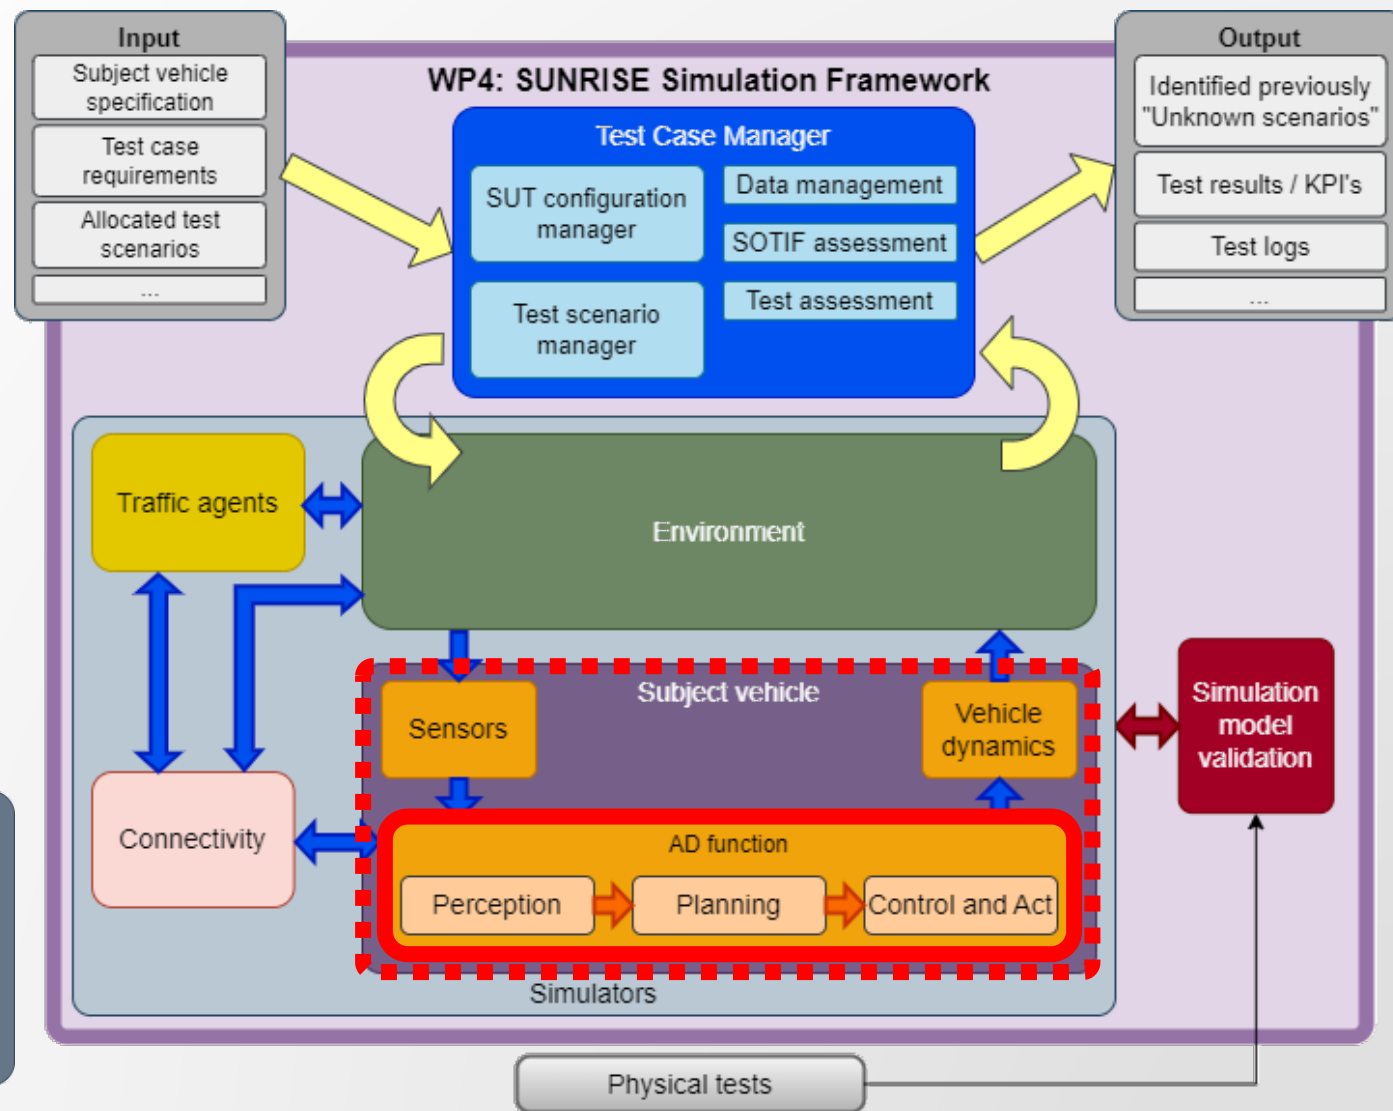 Input
Subject vehicle
specification
Test case
requirements
Allocated test
scenarios
...
WP4: SUNRISE Simulation Framework
Test Case Manager
SUT configuration
manager
Test scenario
manager
Data management
SOTIF assessment
Test assessment
Output
Identified previously
"Unknown scenarios"
Test results / KPI's
Test logs
...
Traffic agents
Environment
Connectivity
Subject vehicle
Sensors
Vehicle
dynamics
AD function
Perception
Planning
Control and Act
Simulators
Simulation
model
validation
Physical tests